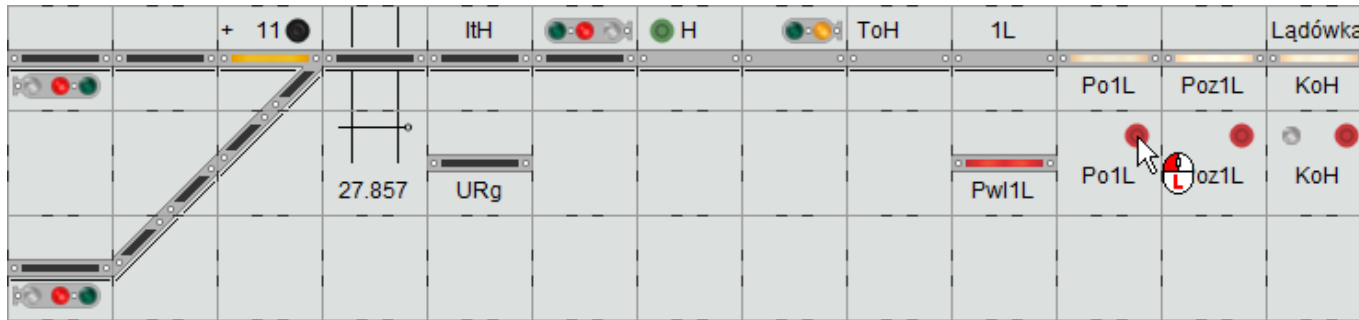 + 11 ItH H ToH 1L Lądówka
Po1L Poz1L KoH
27.857 URg Pwl1L Po1L oz1L KoH
L